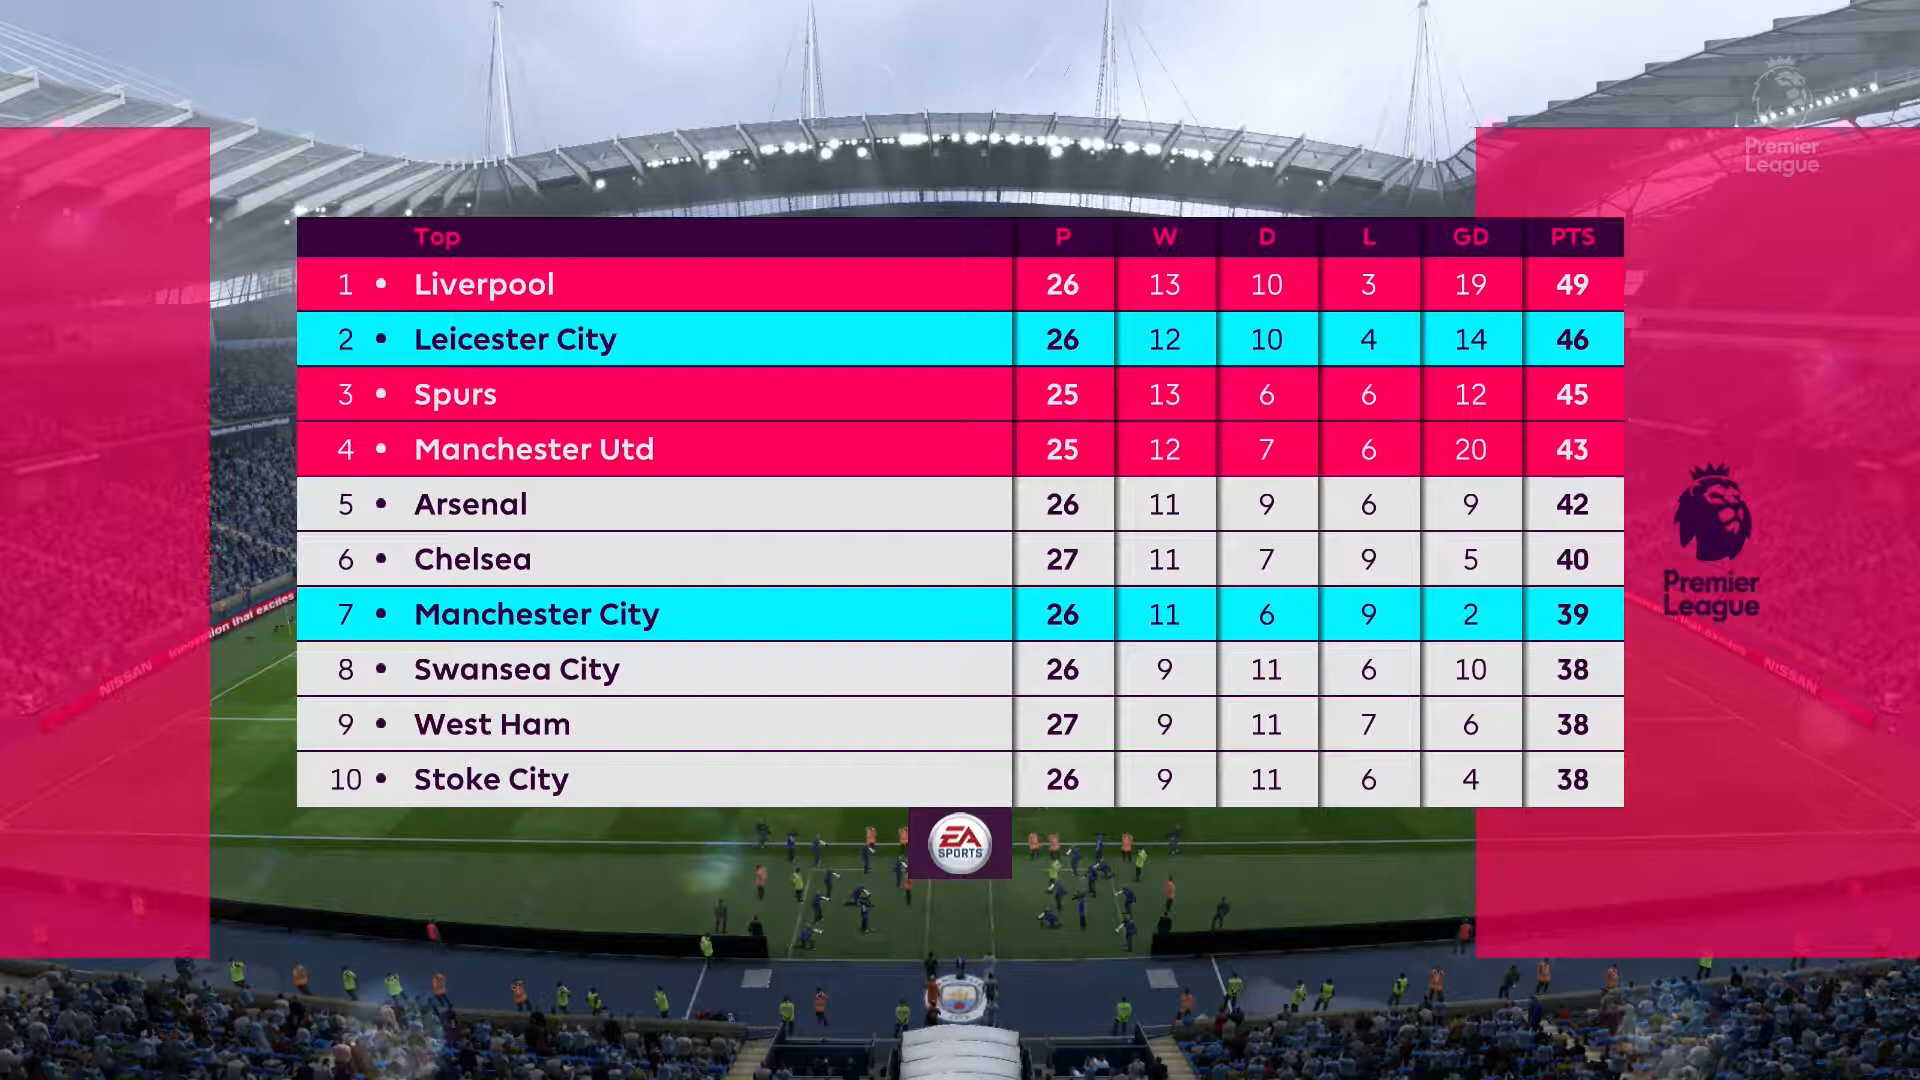 Premier
League
Top P W D L GD PTS
1 • Liverpool 26 13 10 3 19 49
2 • Leicester City 26 12 10 4 14 46
3 • Spurs 25 13 6 6 12 45
4 • Manchester Utd 25 12 7 6 20 43
5 • Arsenal 26 11 9 6 9 42
6 • Chelsea 27 11 7 9 5 40
7 • Manchester City 26 11 6 9 2 39
8 • Swansea City 26 9 11 6 10 38
9 • West Ham 27 9 11 7 6 38
10 • Stoke City 26 9 11 6 4 38
Premier
League
NISSAN Innovation that excites
NISSAN
EA
SPORTS
CITY